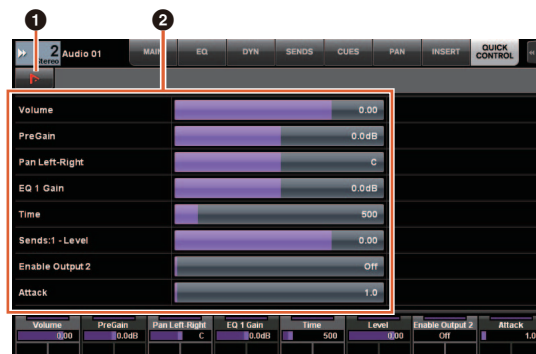 1 2
2 Audio 01 MAIN EQ DYN SENDS CUES PAN INSERT QUICK CONTROL
Stereo
Volume 0.00
PreGain 0.0dB
Pan Left-Right C
EQ 1 Gain 0.0dB
Time 500
Sends:1 - Level 0.00
Enable Output 2 Off
Attack 1.0
Volume PreGain Pan Left-Right EQ 1 Gain Time Level Enable Output 2 Attack
0.00 0.0dB C 0.0dB 500 0.00 Off 1.0